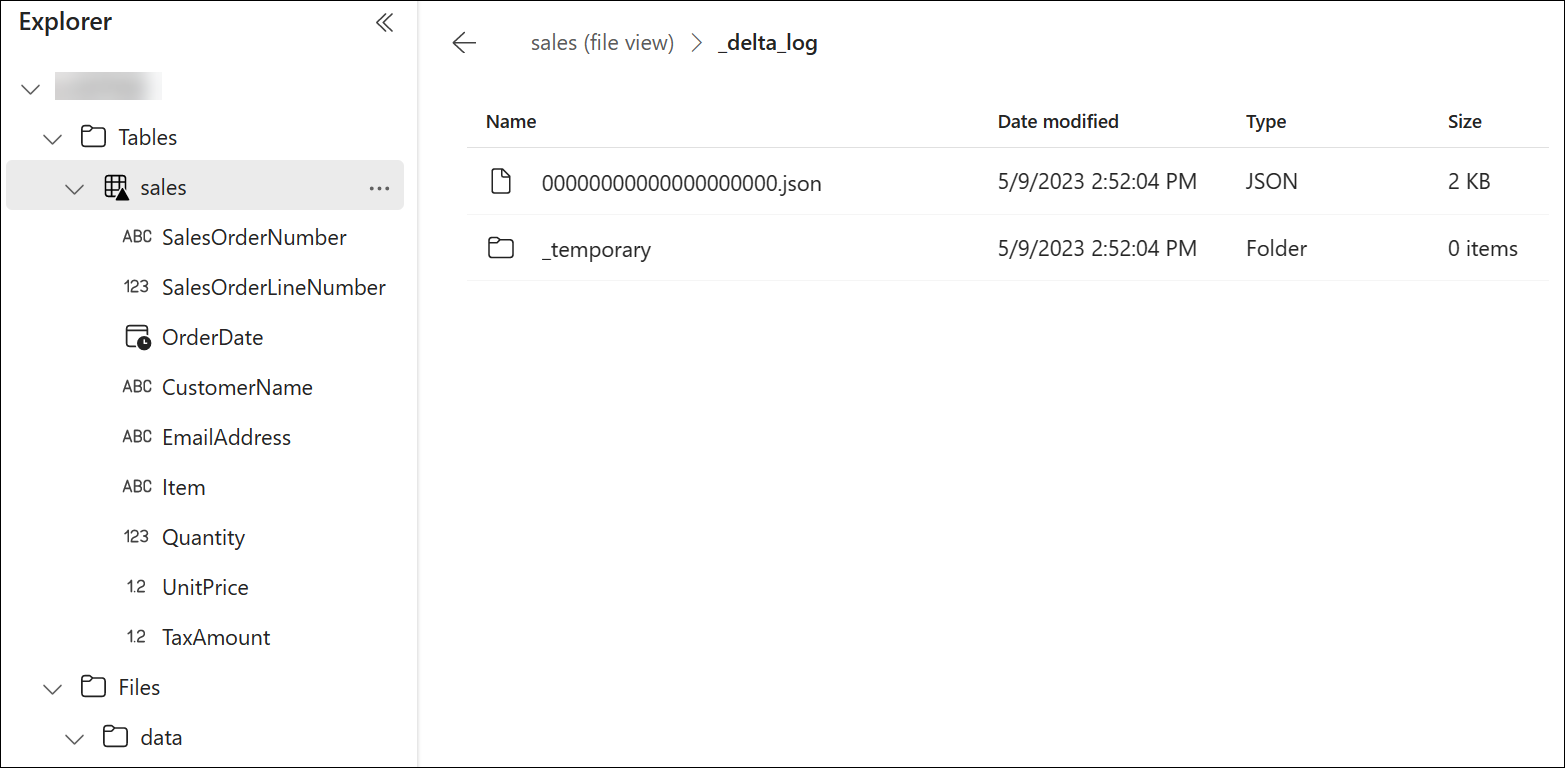 Explorer
Tables
sales
ABC SalesOrderNumber
123 SalesOrderLineNumber
OrderDate
ABC CustomerName
ABC EmailAddress
ABC Item
123 Quantity
1.2 UnitPrice
1.2 TaxAmount
Files
data
sales (file view) > _delta_log
Name Date modified Type Size
00000000000000000000.json 5/9/2023 2:52:04 PM JSON 2 KB
_temporary 5/9/2023 2:52:04 PM Folder 0 items